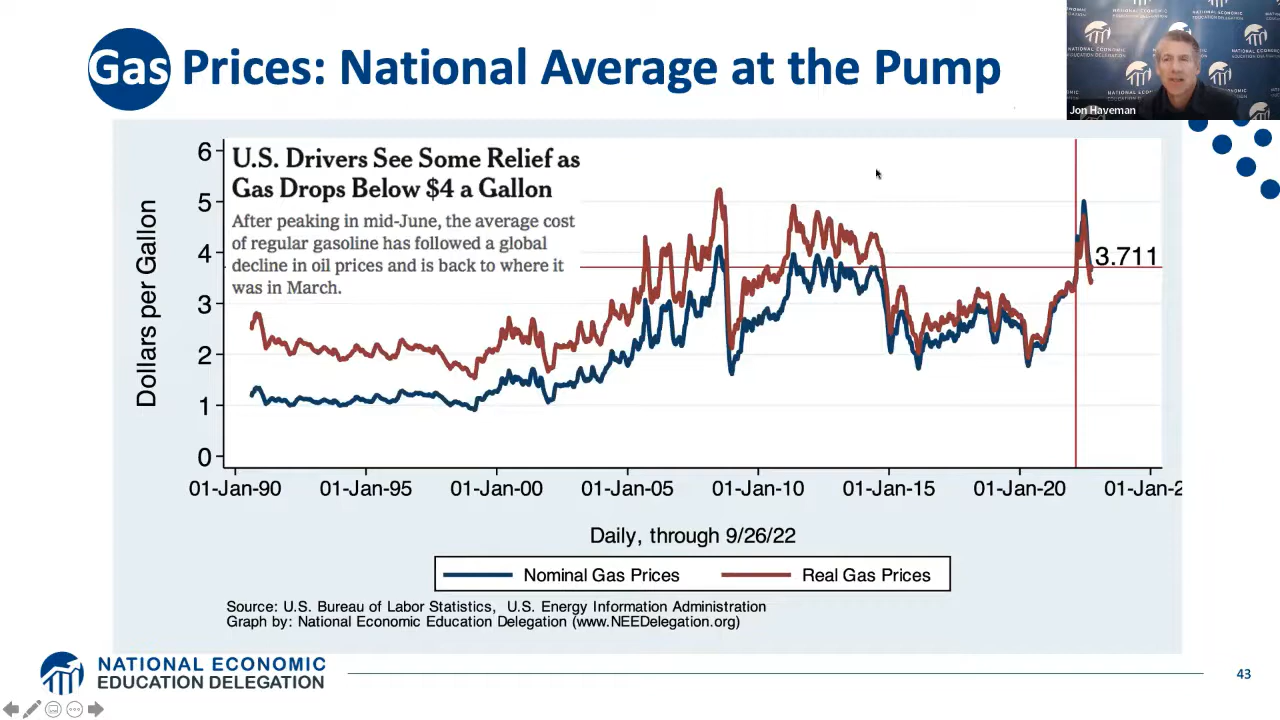 Gas Prices: National Average at the Pump
NATIONAL ECONOMIC
Jon Haveman
6
5
4
3
2
1
0
Dollars per Gallon
U.S. Drivers See Some Relief as
Gas Drops Below $4 a Gallon
After peaking in mid-June, the average cost
of regular gasoline has followed a global
decline in oil prices and is back to where it
was in March.
3.711
01-Jan-90 01-Jan-95 01-Jan-00 01-Jan-05 01-Jan-10 01-Jan-15 01-Jan-20 01-Jan-2
Daily, through 9/26/22
Nominal Gas Prices Real Gas Prices
Source: U.S. Bureau of Labor Statistics, U.S. Energy Information Administration
Graph by: National Economic Education Delegation (www.NEEDelegation.org)
NATIONAL ECONOMIC
EDUCATION DELEGATION
43